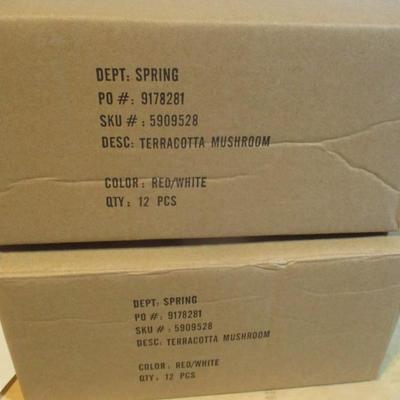 DEPT: SPRING
PO #: 9178281
SKU #: 5909528
DESC: TERRACOTTA MUSHROOM
COLOR: RED/WHITE
QTY: 12 PCS
DEPT: SPRING
PO #: 9178281
SKU #: 5909528
DESC: TERRACOTTA MUSHROOM
COLOR: RED/WHITE
QTY: 12 PCS